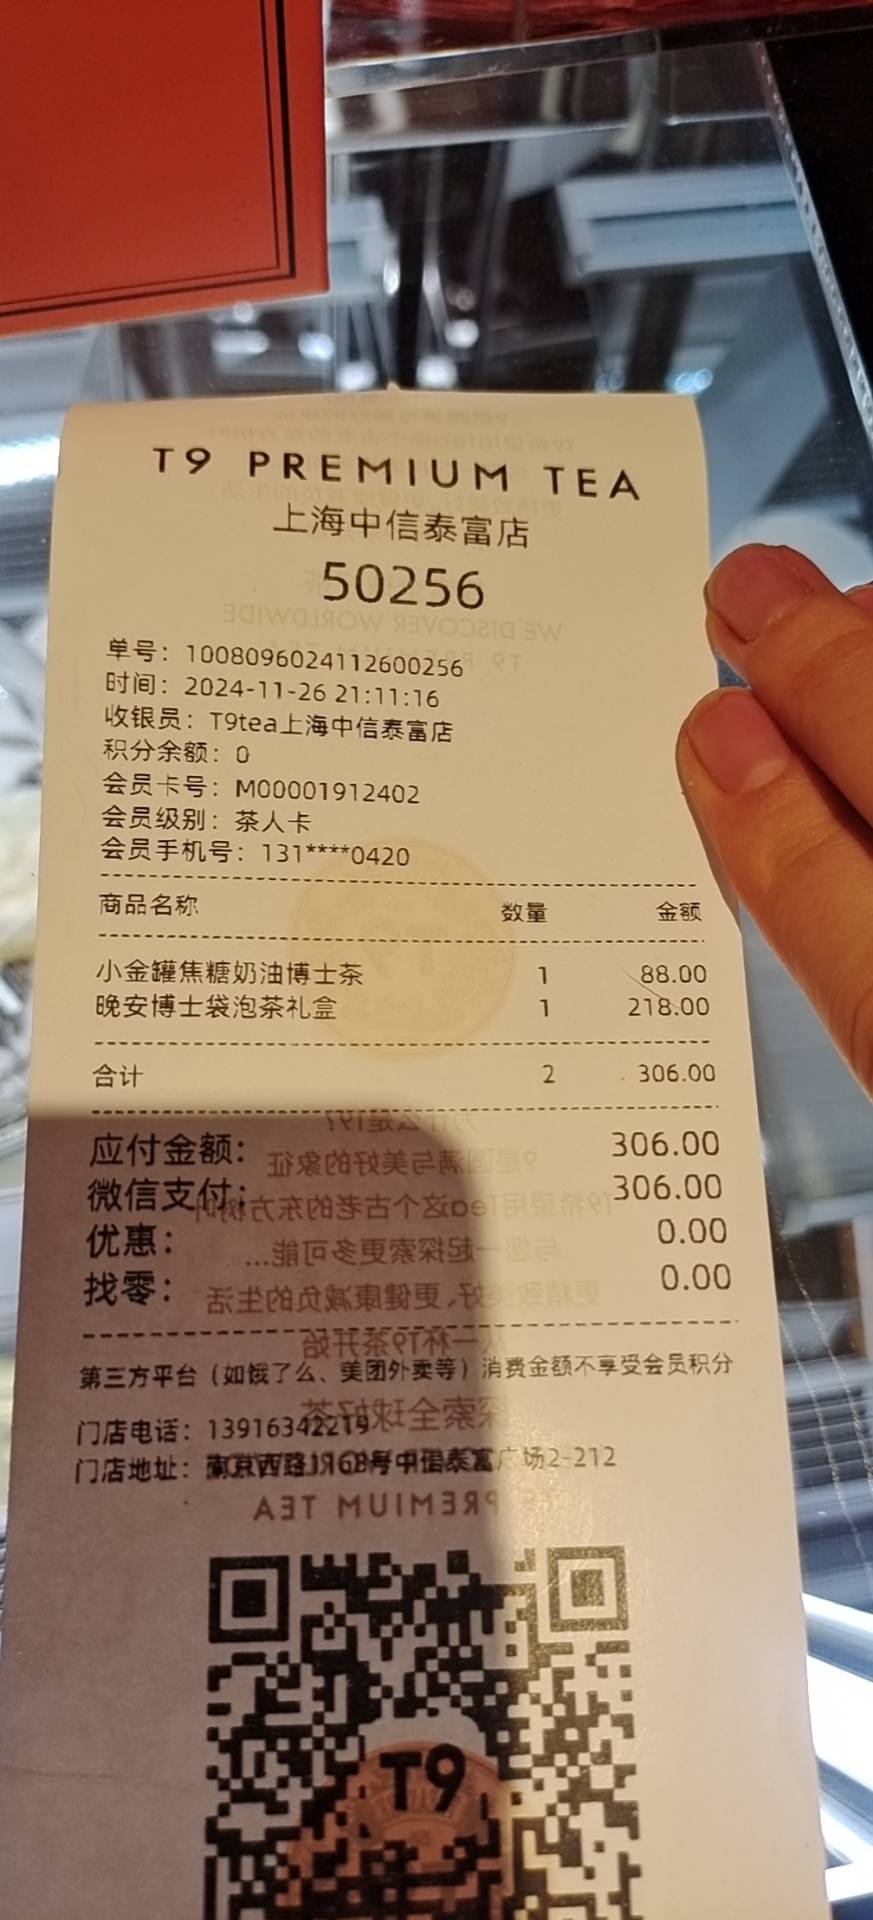 T9 PREMIUM TEA
上海中信泰富店
50256
单号：1008096024112600256
时间：2024-11-26 21:11:16
收银员：T9tea上海中信泰富店
积分余额：0
会员卡号：M00001912402
会员级别：茶人卡
会员手机号：131****0420
商品名称 数量 金额
小金罐焦糖奶油博士茶 1 88.00
晚安博士袋泡茶礼盒 1 218.00
合计 2 306.00
应付金额： 306.00
微信支付： 306.00
优惠： 0.00
找零： 0.00
第三方平台（如饿了么、美团外卖等）消费金额不享受会员积分
门店电话：13916342219
门店地址：南京西路1168号中信泰富广场2-212
T9